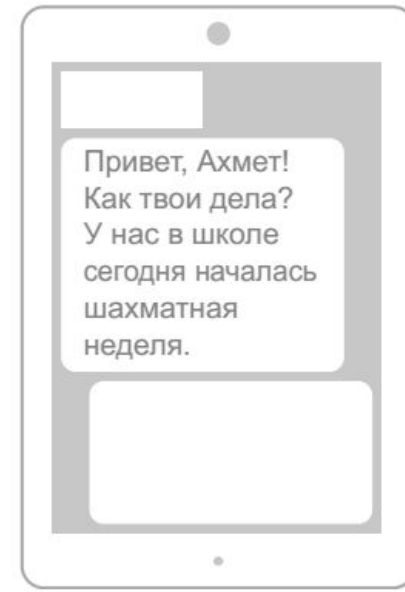 Привет, Ахмет!
Как твои дела?
У нас в школе
сегодня началась
шахматная
неделя.